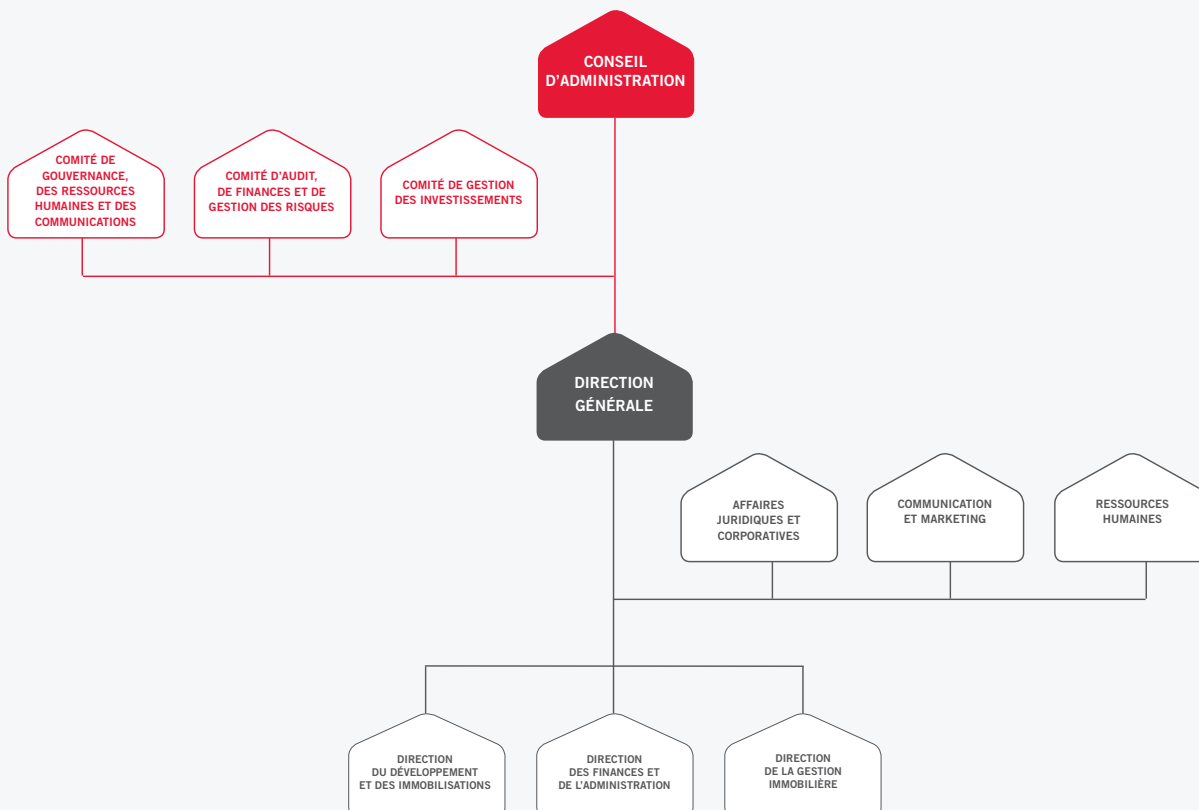 CONSEIL
D'ADMINISTRATION
COMITÉ DE
GOUVERNANCE,
DES RESSOURCES
HUMAINES ET DES
COMMUNICATIONS
COMITÉ D'AUDIT,
DE FINANCES ET DE
GESTION DES RISQUES
COMITÉ DE GESTION
DES INVESTISSEMENTS
DIRECTION
GÉNÉRALE
AFFAIRES
JURIDIQUES ET
CORPORATIVES
COMMUNICATION
ET MARKETING
RESSOURCES
HUMAINES
DIRECTION
DU DÉVELOPPEMENT
ET DES IMMOBILISATIONS
DIRECTION
DES FINANCES ET
DE L'ADMINISTRATION
DIRECTION
DE LA GESTION
IMMOBILIÈRE